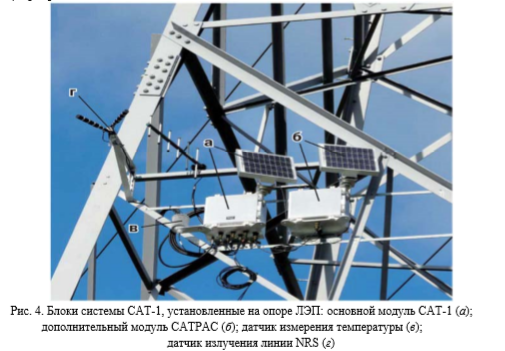 г
а
б
в
Рис. 4. Блоки системы САТ-1, установленные на опоре ЛЭП: основной модуль САТ-1 (а);
дополнительный модуль САТРАС (б); датчик измерения температуры (в);
датчик излучения линии NRS (г)